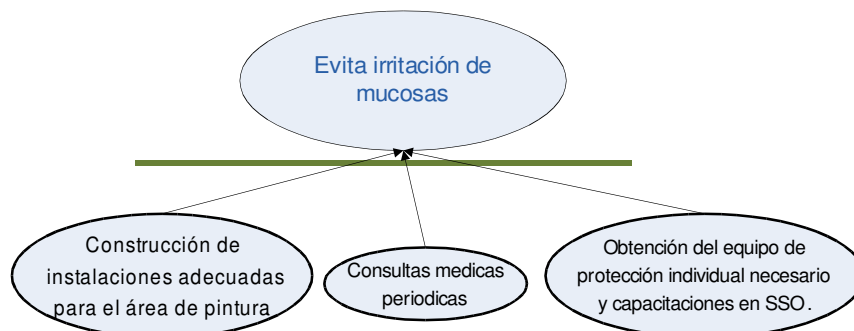 Evita irritación de
mucosas
Construcción de
instalaciones adecuadas
para el área de pintura
Consultas medicas
periodicas
Obtención del equipo de
protección individual necesario
y capacitaciones en SSO.